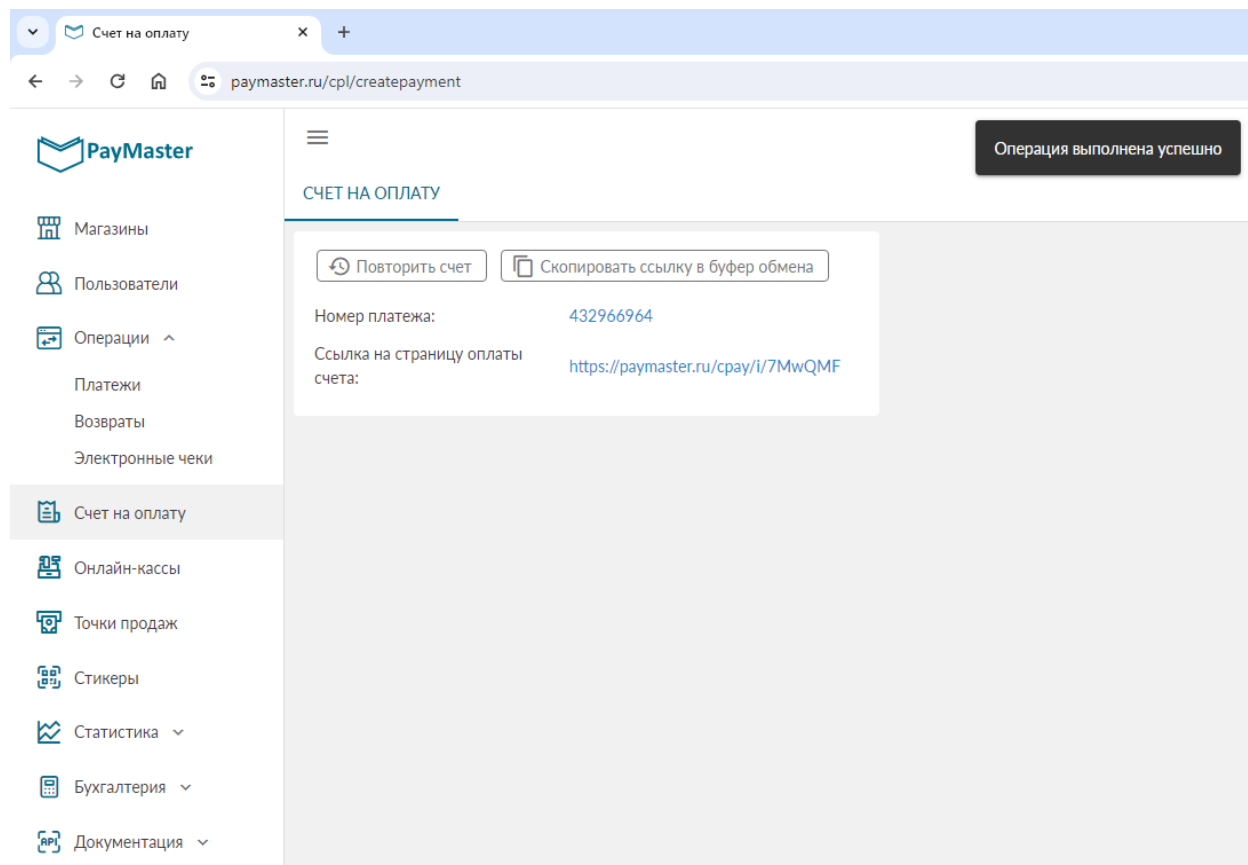 Счет на оплату
paymaster.ru/cpl/createpayment
PayMaster
Операция выполнена успешно
СЧЕТ НА ОПЛАТУ
Магазины
Пользователи
Операции
Платежи
Возвраты
Электронные чеки
Счет на оплату
Онлайн-кассы
Точки продаж
Стикеры
Статистика
Бухгалтерия
API
Документация
Повторить счет
Скопировать ссылку в буфер обмена
Номер платежа: 432966964
Ссылка на страницу оплаты
счета:
https://paymaster.ru/cpay/i/7MwQMF